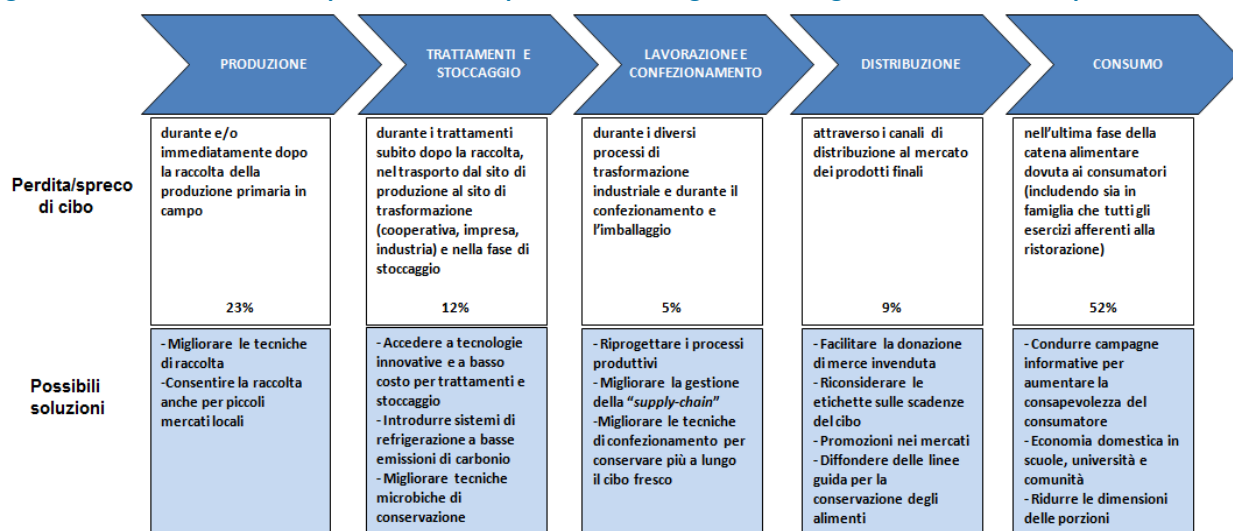 PRODUZIONE
TRATTAMENTI E
STOCCAGGIO
LAVORAZIONE E
CONFEZIONAMENTO
DISTRIBUZIONE
CONSUMO
Perdita/spreco
di cibo
durante e/o
immediatamente dopo
la raccolta della
produzione primaria in
campo
23%
durante i trattamenti
subito dopo la raccolta,
nel trasporto dal sito di
produzione al sito di
trasformazione
(cooperativa, impresa,
industria) e nella fase di
stoccaggio
12%
durante i diversi
processi di
trasformazione
industriale e durante il
confezionamento e
l'imballaggio
5%
attraverso i canali di
distribuzione al mercato
dei prodotti finali
9%
nell'ultima fase della
catena alimentare
dovuta ai consumatori
(includendo sia in
famiglia che tutti gli
esercizi afferenti alla
ristorazione)
52%
Possibili
soluzioni
- Migliorare le tecniche
di raccolta
-Consentire la raccolta
anche per piccoli
mercati locali
- Accedere a tecnologie
innovative e a basso
costo per trattamenti e
stoccaggio
- Introdurre sistemi di
refrigerazione a basse
emissioni di carbonio
- Migliorare tecniche
microbiche di
conservazione
- Riprogettare i processi
produttivi
- Migliorare la gestione
della "supply-chain"
-Migliorare le tecniche
di confezionamento per
conservare più a lungo
il cibo fresco
- Facilitare la donazione
di merce invenduta
- Riconsiderare le
etichette sulle scadenze
del cibo
- Promozioni nei mercati
- Diffondere delle linee
guida per la
conservazione degli
alimenti
- Condurre campagne
informative per
aumentare la
consapevolezza del
consumatore
- Economia domestica in
scuole, università e
comunità
- Ridurre le dimensioni
delle porzioni